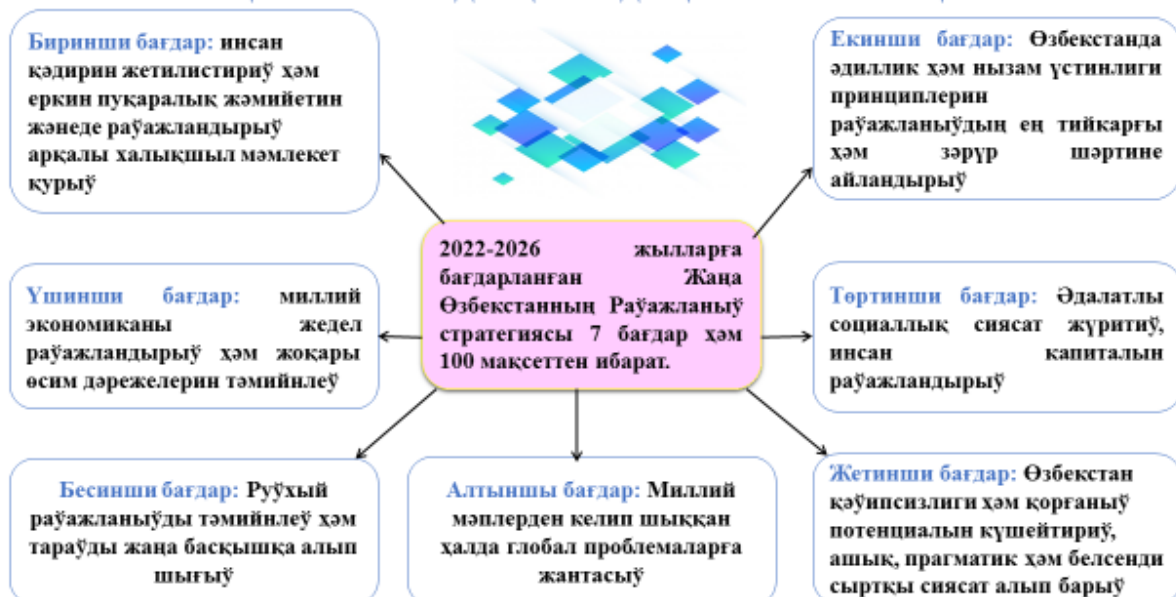 Биринши бағдар: инсан
қәдирин жетилистириў ҳәм
еркин пуқаралық жәмийетин
жәнеде раўажландырыў
арқалы халықшыл мәмлекет
қурыў
Екинши бағдар: Өзбекстанда
әдиллик ҳәм нызам үстинлиги
принциплерин
раўажланыўдың ең тийкарғы
ҳәм зәрүр шәртине
айландырыў
2022-2026 жылларға
бағдарланған Жаңа
Өзбекстанның Раўажланыў
стратегиясы 7 бағдар ҳәм
100 мақсеттен ибарат.
Үшинши бағдар: миллий
экономиканы жедел
раўажландырыў ҳәм жоқары
өсим дәрежелерин тәмийнлеў
Төртинши бағдар: Әдалатлы
социаллық сиясат жүритиў,
инсан капиталын
раўажландырыў
Бесинши бағдар: Руўхый
раўажланыўды тәмийнлеў ҳәм
тараўды жаңа басқышқа алып
шығыў
Алтыншы бағдар: Миллий
мәплерден келип шыққан
ҳалда глобал проблемаларға
жантасыў
Жетинши бағдар: Өзбекстан
қәўипсизлиги ҳәм қорғаныў
потенциалын күшейтириў,
ашық, прагматик ҳәм белсенди
сыртқы сиясат алып барыў